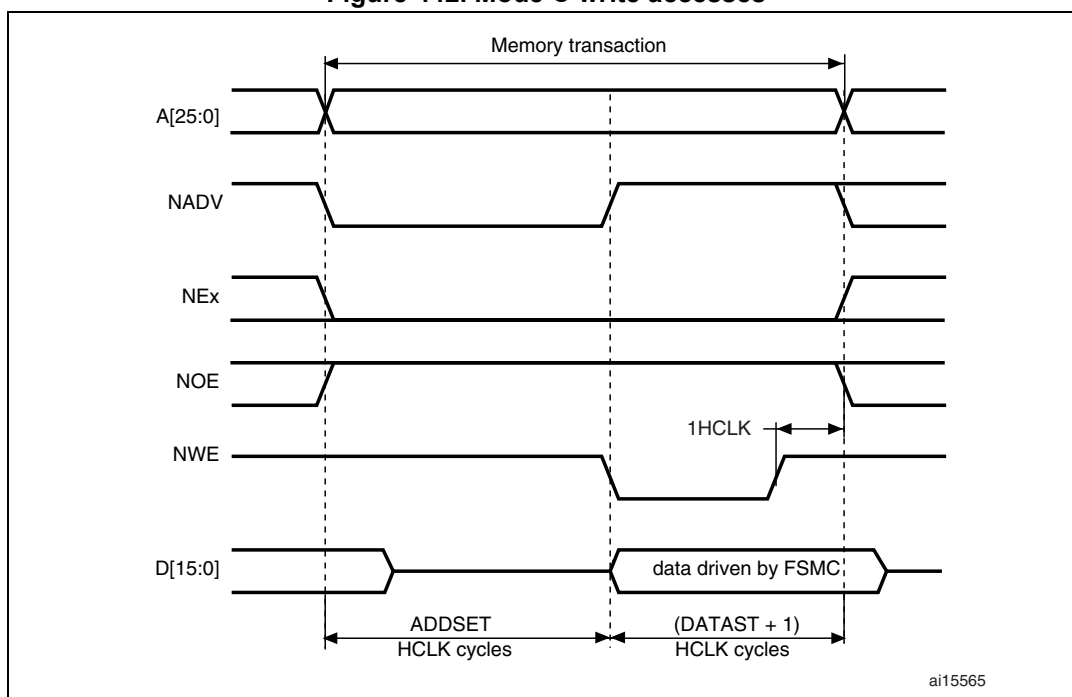 Memory transaction
A[25:0]
NADV
NEx
NOE
1HCLK
NWE
D[15:0]
data driven by FSMC
ADDSET
HCLK cycles
(DATAST + 1)
HCLK cycles
ai15565